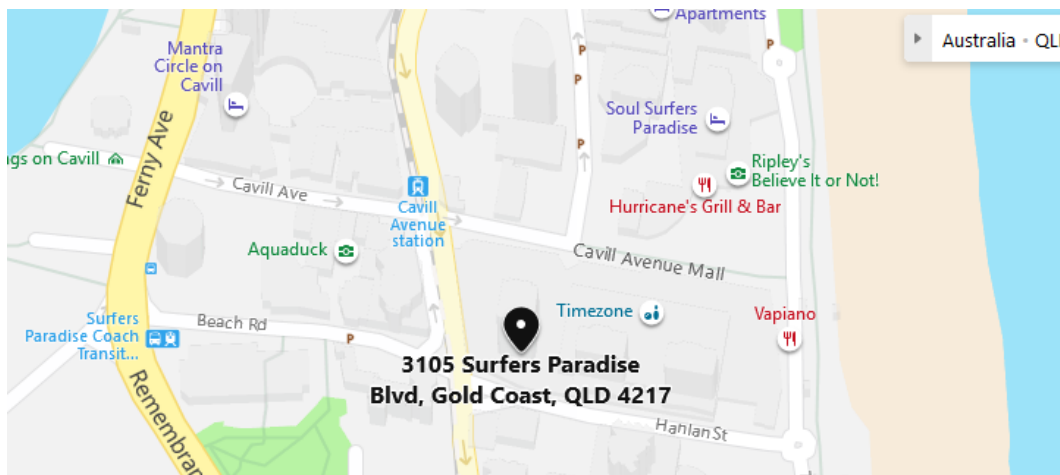 Apartments
Australia • QL
Mantra
Circle on
Cavill
Ferny Ave
Soul Surfers
Paradise
ngs on Cavill
Ripley's
Believe It or Not!
Cavill Ave
Hurricane's Grill & Bar
Cavill
Avenue
station
Aquaduck
Cavill Avenue Mall
Timezone
Surfers
Paradise Coach
Transit...
Beach Rd
Vapiano
3105 Surfers Paradise
Blvd, Gold Coast, QLD 4217
Remembran
Hanlan St
P
P
P
P
P